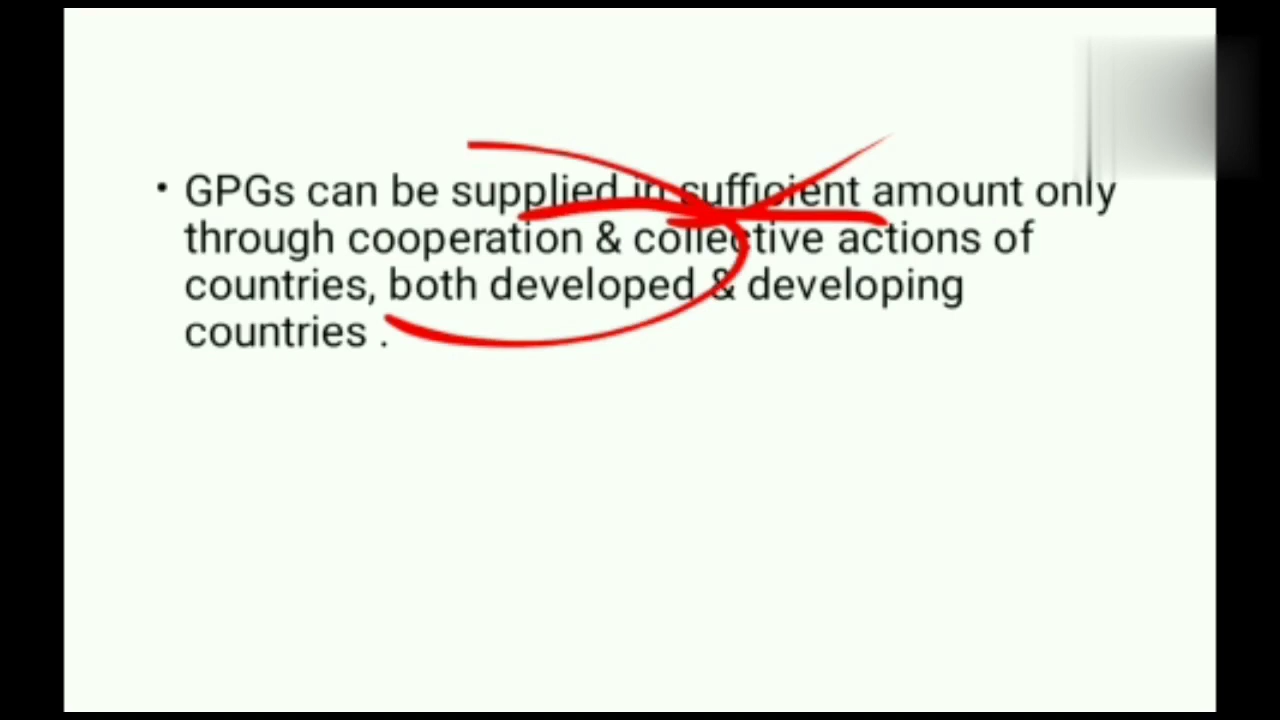 • GPGs can be supplied in sufficient amount only
through cooperation & collective actions of
countries, both developed & developing
countries .